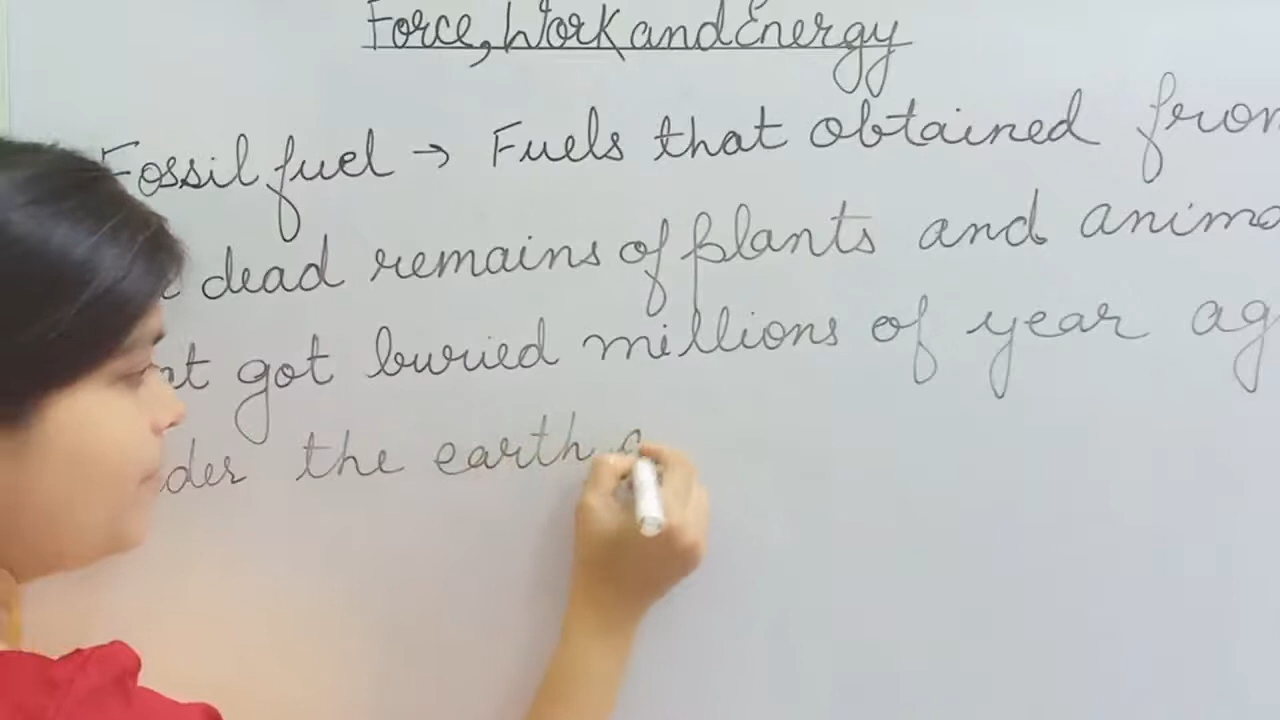 Force, Work and Energy
Fossil fuel → Fuels that obtained from
dead remains of plants and
got buried millions of year
the earth